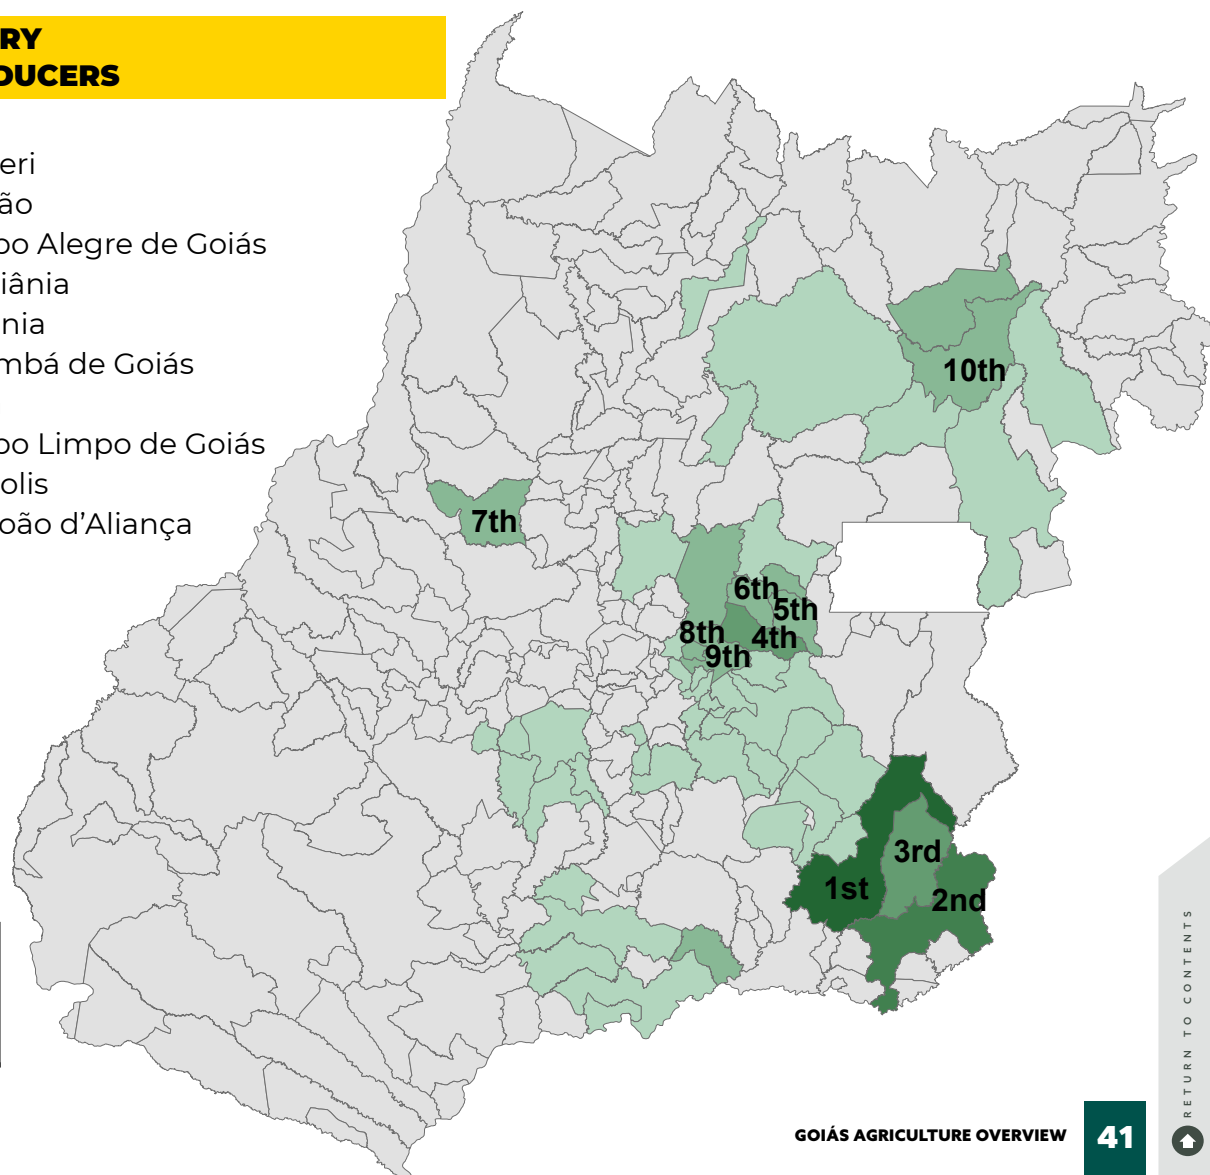 RY
DUCERS
eri
ão
po Alegre de Goiás
iânia
nia
mbá de Goiás
po Limpo de Goiás
olis
João d’Aliança
10th
7th
6th
5th
8th
4th
9th
3rd
1st
2nd
RETURN TO CONTENTS
GOIÁS AGRICULTURE OVERVIEW
41